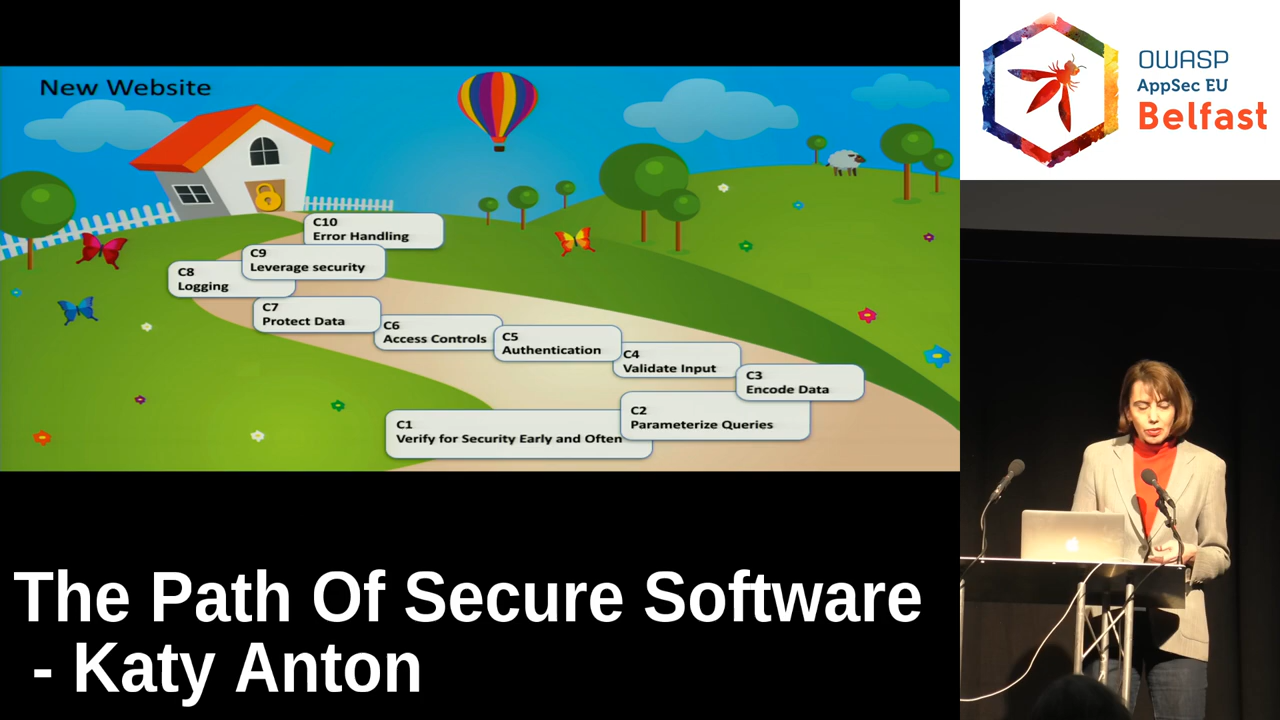 New Website
C10
Error Handling
C9
Leverage security
C8
Logging
C7
Protect Data
C6
Access Controls
C5
Authentication
C4
Validate Input
C3
Encode Data
C2
Parameterize Queries
C1
Verify for Security Early and Often
OWASP
AppSec EU
Belfast
The Path Of Secure Software
- Katy Anton